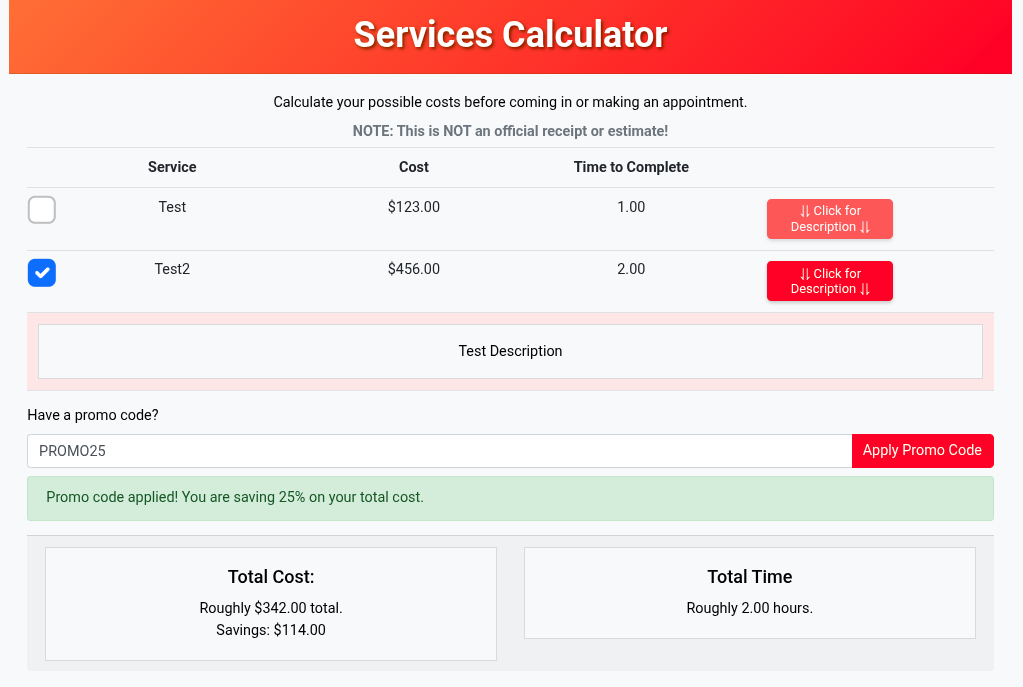 Services Calculator
Calculate your possible costs before coming in or making an appointment.
NOTE: This is NOT an official receipt or estimate!
Service Cost Time to Complete
Test $123.00 1.00 ⇃⇂ Click for
Description ⇃⇂
Test2 $456.00 2.00 ⇃⇂ Click for
Description ⇃⇂
Test Description
Have a promo code?
PROMO25 Apply Promo Code
Promo code applied! You are saving 25% on your total cost.
Total Cost:
Roughly $342.00 total.
Savings: $114.00
Total Time
Roughly 2.00 hours.